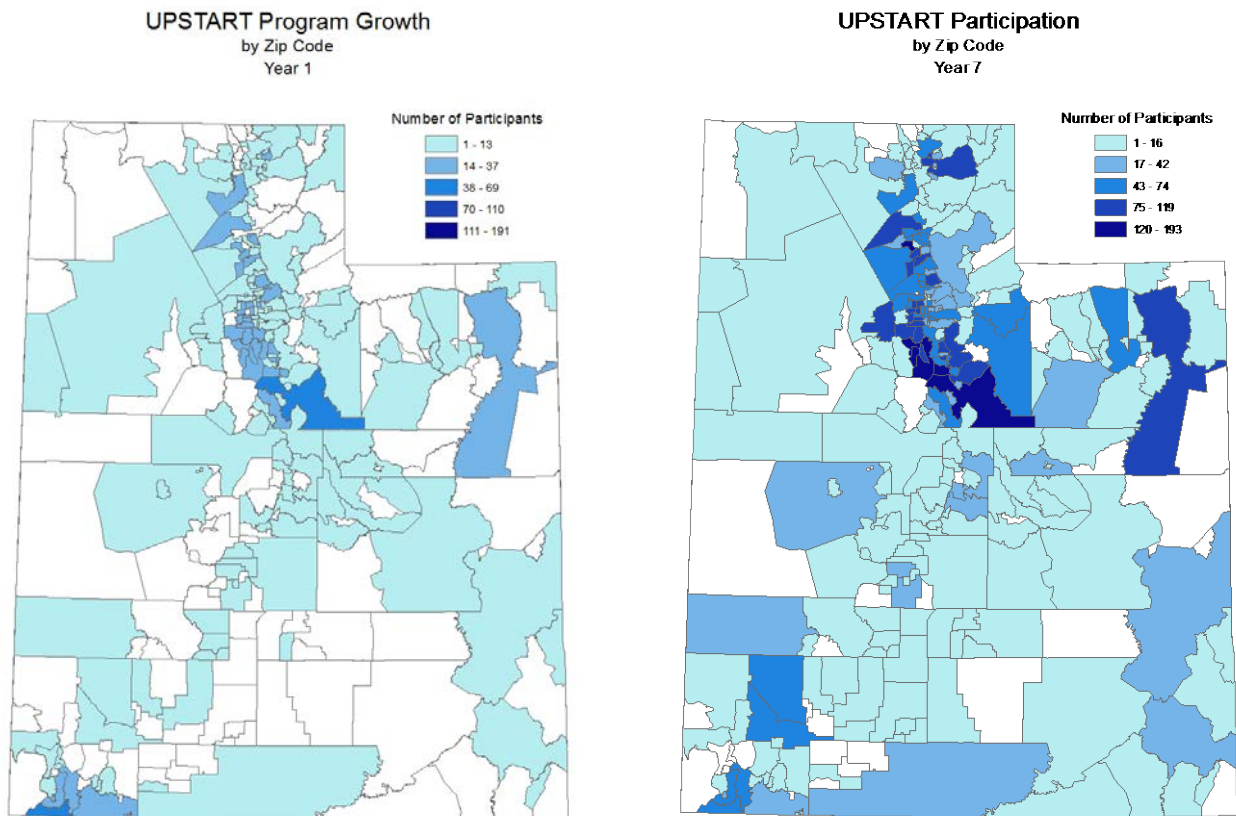 UPSTART Program Growth
by Zip Code
Year 1
Number of Participants
1 - 13
14 - 37
38 - 69
70 - 110
111 - 191
UPSTART Participation
by Zip Code
Year 7
Number of Participants
1 - 16
17 - 42
43 - 74
75 - 119
120 - 193